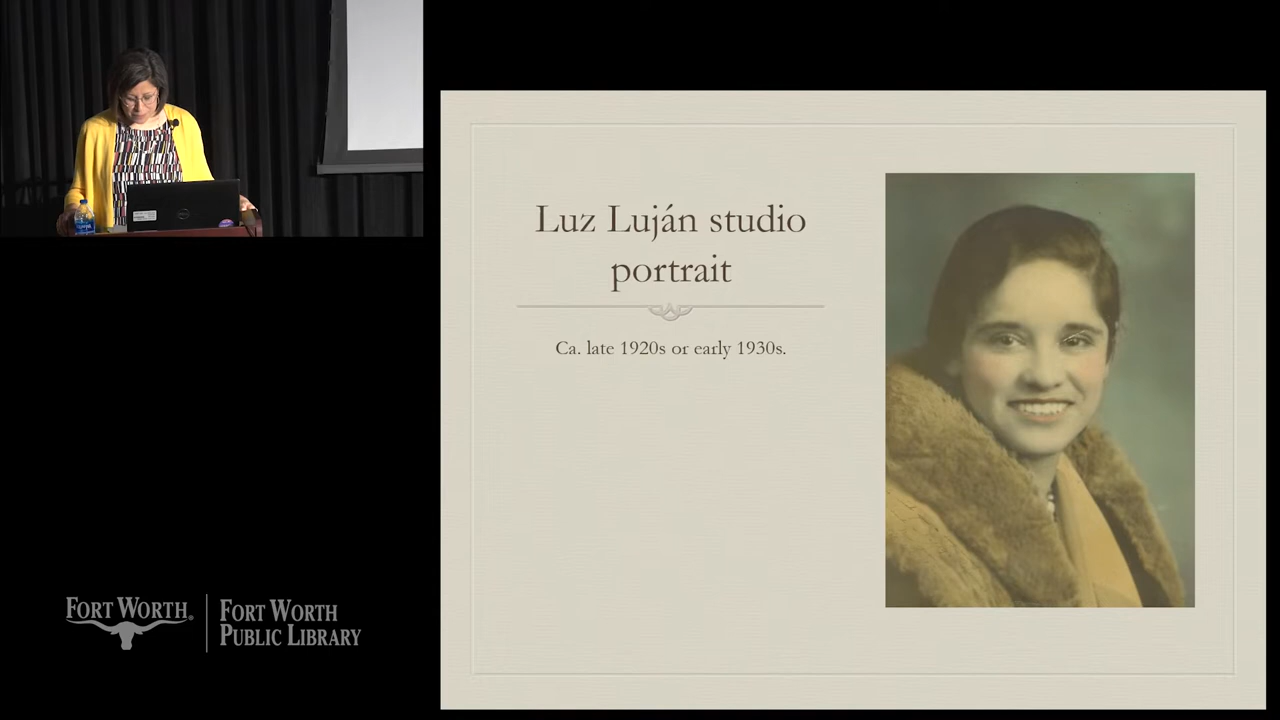 Luz Luján studio
portrait
Ca. late 1920s or early 1930s.
FORT WORTH®
FORT WORTH
PUBLIC LIBRARY